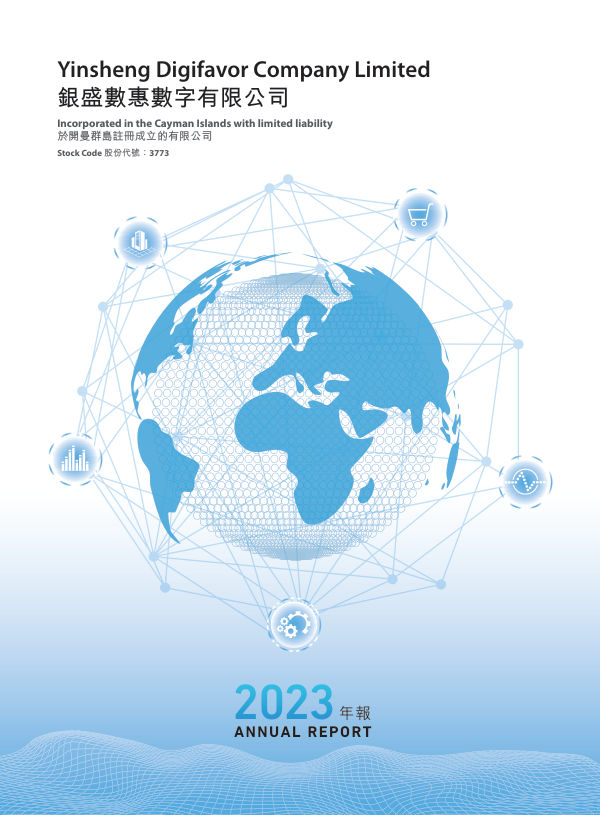 Yinsheng Digifavor Company Limited
銀盛數惠數字有限公司
Incorporated in the Cayman Islands with limited liability
於開曼群島註冊成立的有限公司
Stock Code 股份代號：3773
2023 年報
ANNUAL REPORT